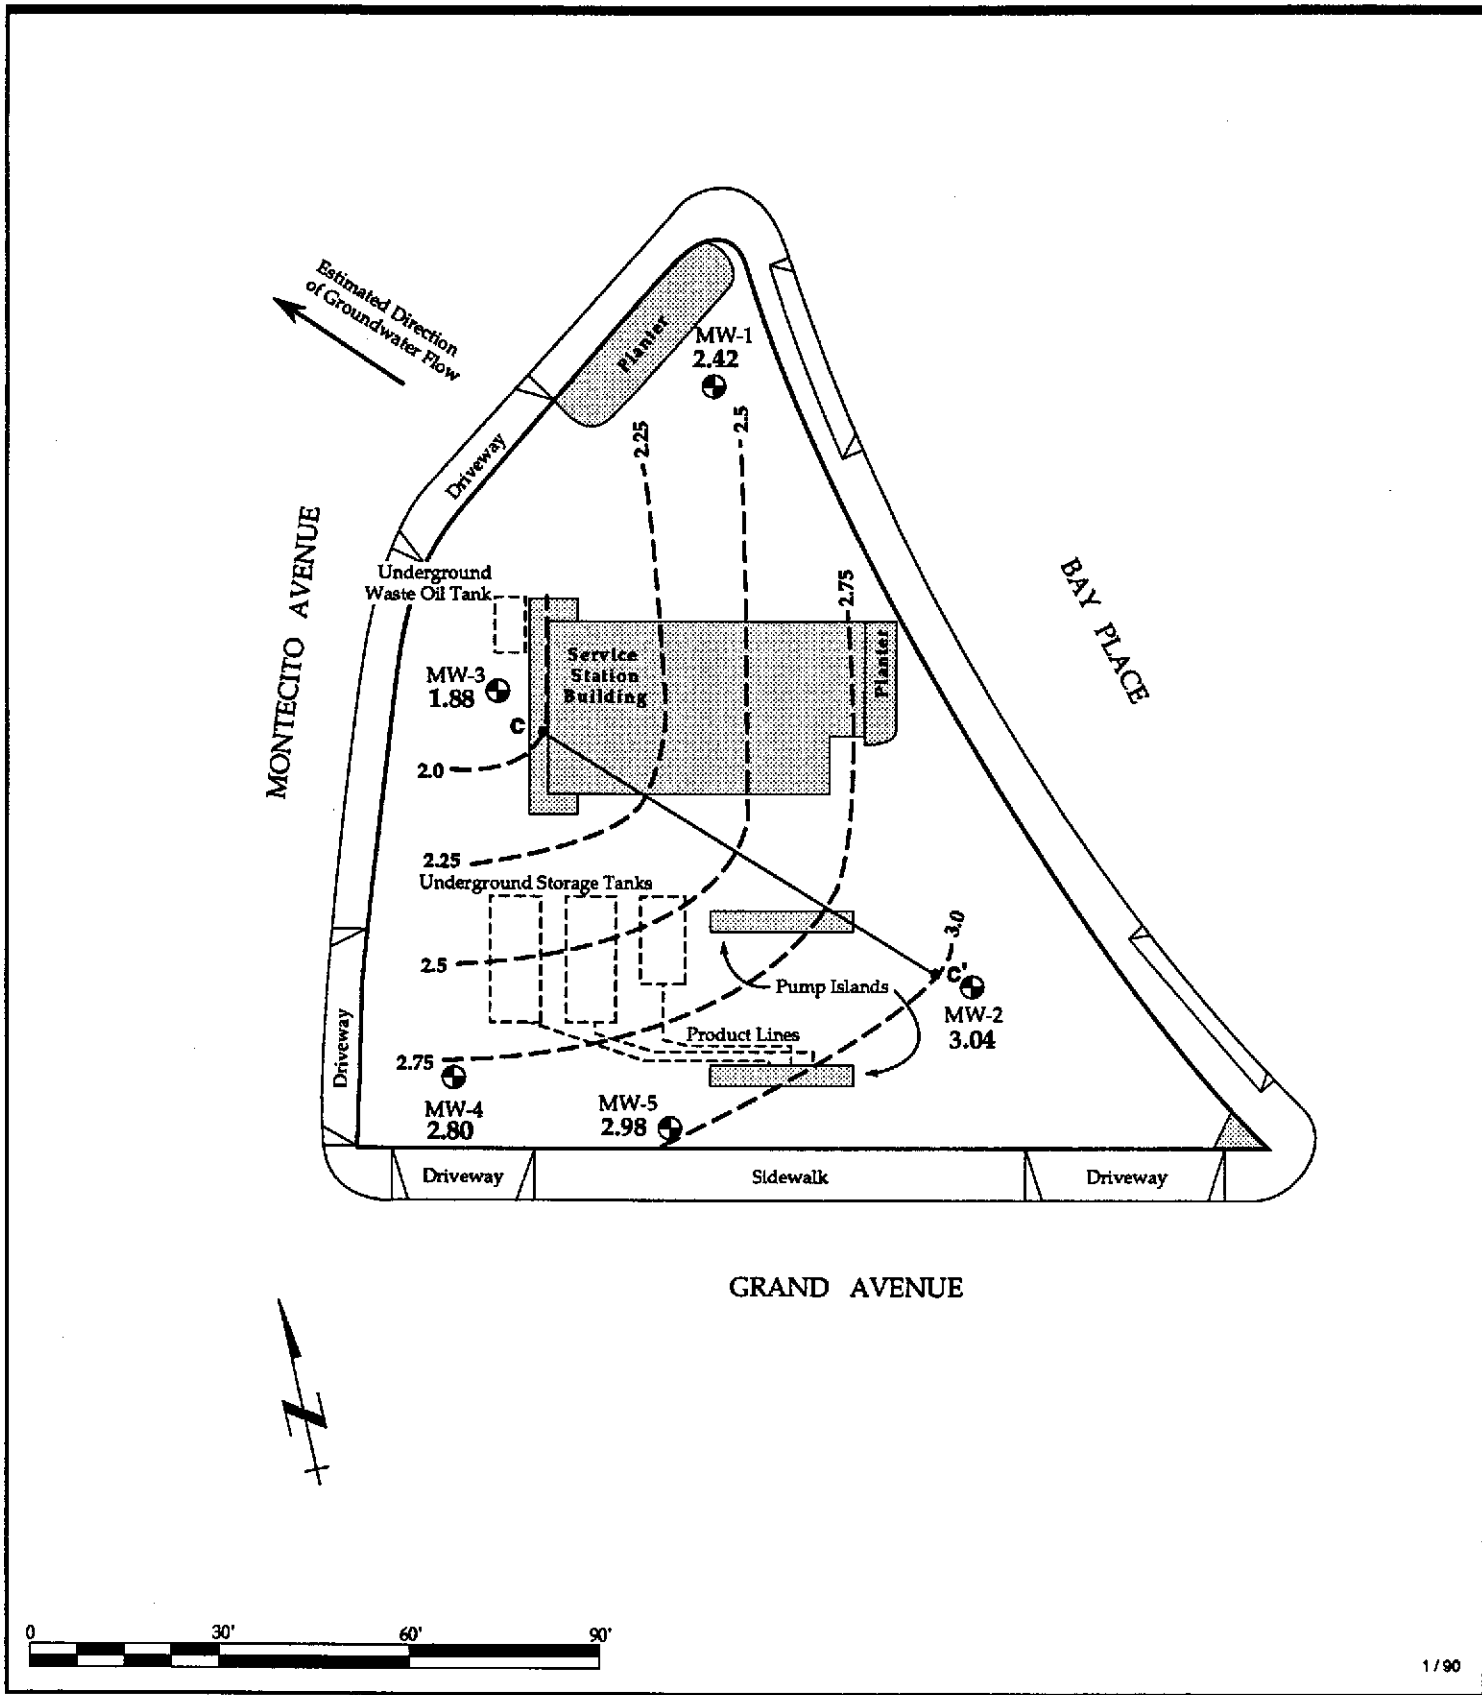 Estimated Direction
of Groundwater Flow
Planter
MW-1
2.42
2.25
2.5
Driveway
MONTECITO AVENUE
BAY PLACE
Underground
Waste Oil Tank
2.75
Service
Station
Building
Planter
MW-3
1.88
C
2.0
2.25
Underground Storage Tanks
2.5
3.0
C'
Pump Islands
MW-2
3.04
Product Lines
2.75
Driveway
MW-4
2.80
MW-5
2.98
Driveway
Sidewalk
Driveway
GRAND AVENUE
Z
0 30' 60' 90'
1 / 90